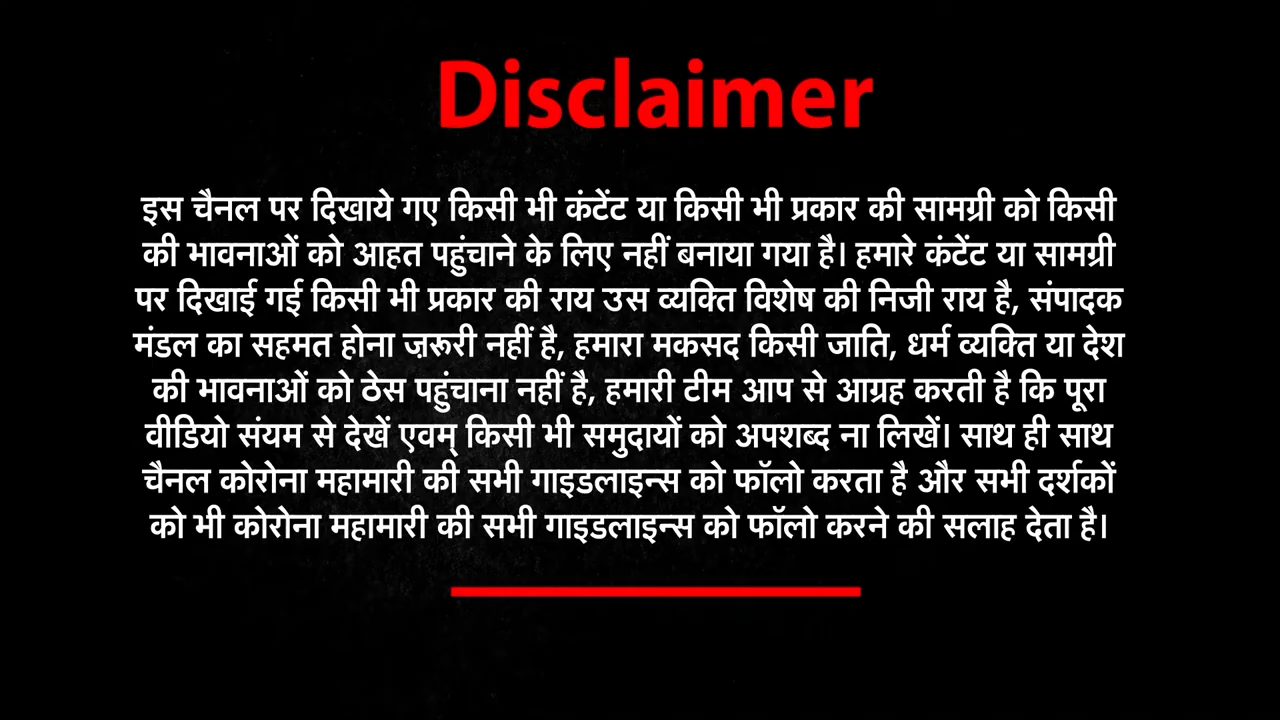 Disclaimer
इस चैनल पर दिखाये गए किसी भी कंटेंट या किसी भी प्रकार की सामग्री को किसी
की भावनाओं को आहत पहुंचाने के लिए नहीं बनाया गया है। हमारे कंटेंट या सामग्री
पर दिखाई गई किसी भी प्रकार की राय उस व्यक्ति विशेष की निजी राय है, संपादक
मंडल का सहमत होना ज़रूरी नहीं है, हमारा मकसद किसी जाति, धर्म व्यक्ति या देश
की भावनाओं को ठेस पहुंचाना नहीं है, हमारी टीम आप से आग्रह करती है कि पूरा
वीडियो संयम से देखें एवम् किसी भी समुदायों को अपशब्द ना लिखें। साथ ही साथ
चैनल कोरोना महामारी की सभी गाइडलाइन्स को फॉलो करता है और सभी दर्शकों
को भी कोरोना महामारी की सभी गाइडलाइन्स को फॉलो करने की सलाह देता है।